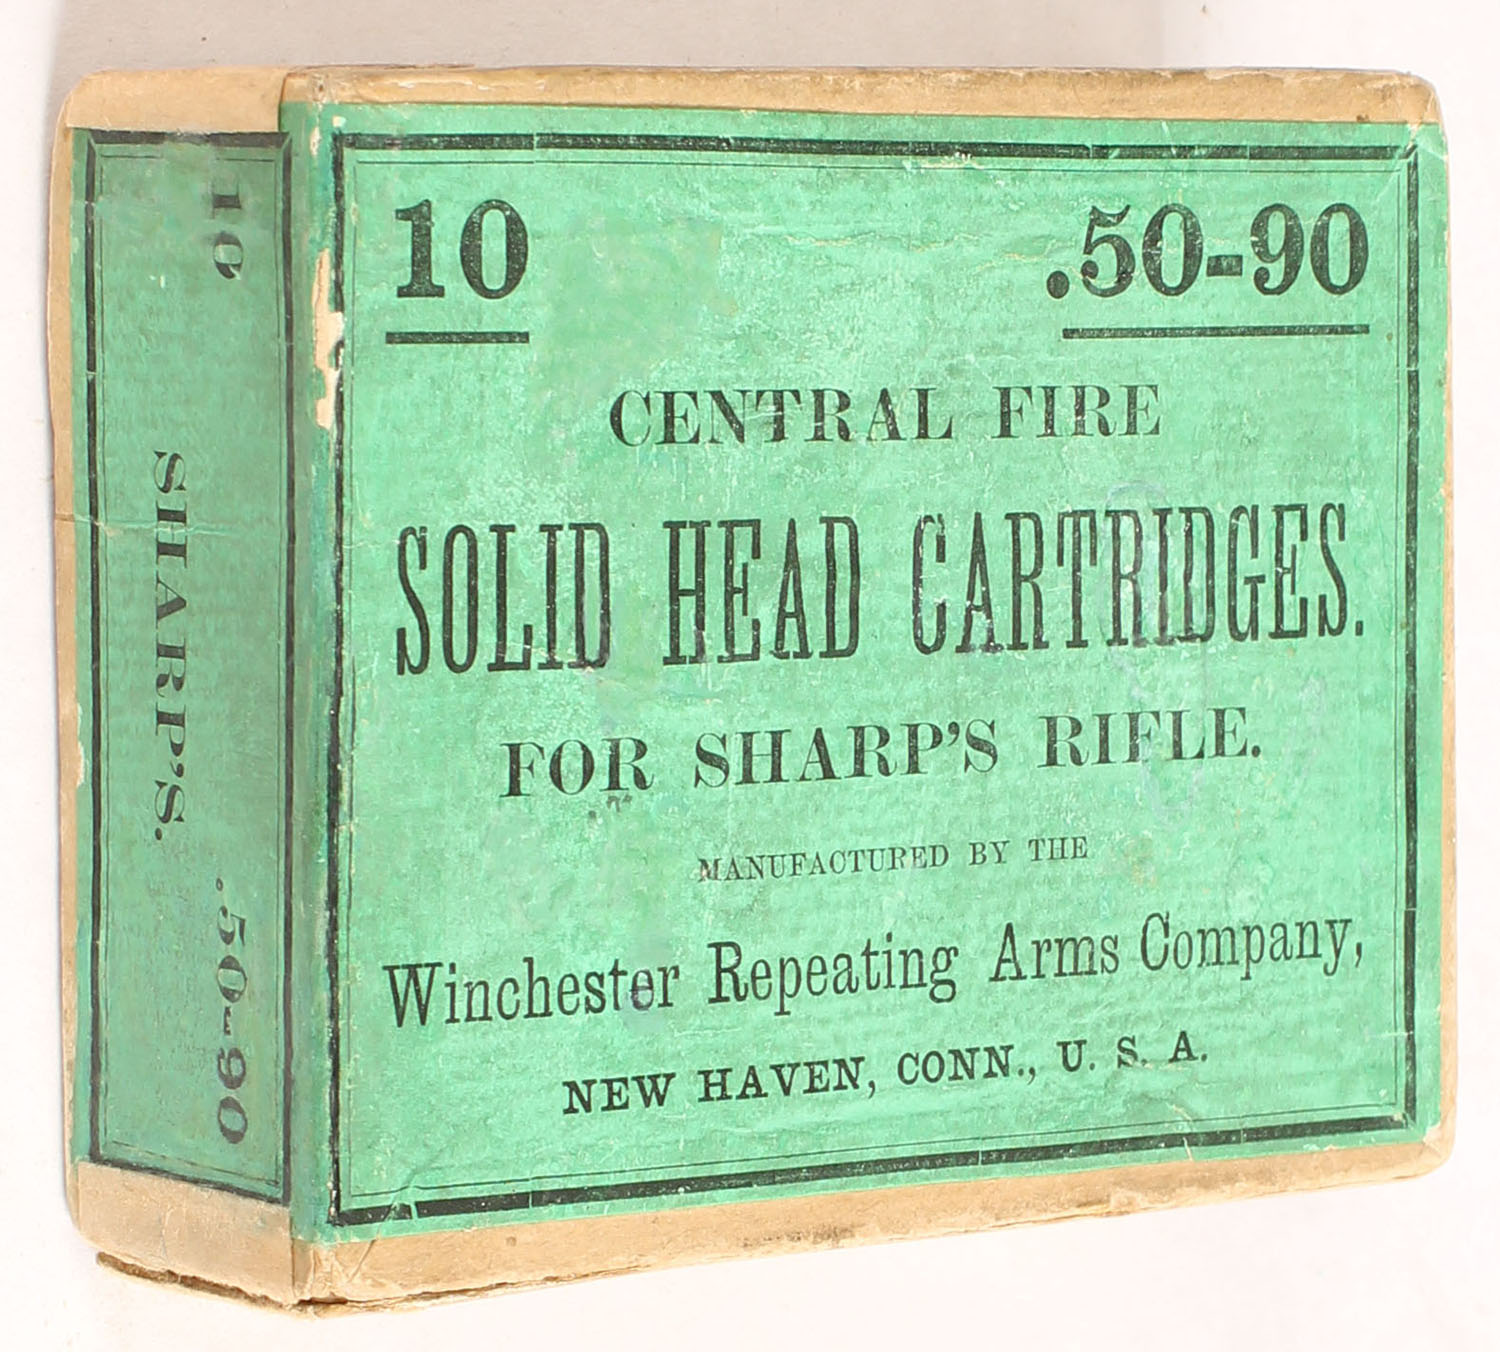 10 .50-90
CENTRAL FIRE
SOLID HEAD CARTRIDGES.
FOR SHARP'S RIFLE.
MANUFACTURED BY THE
Winchester Repeating Arms Company,
NEW HAVEN, CONN., U. S. A.
10 SHARP'S. .50-90